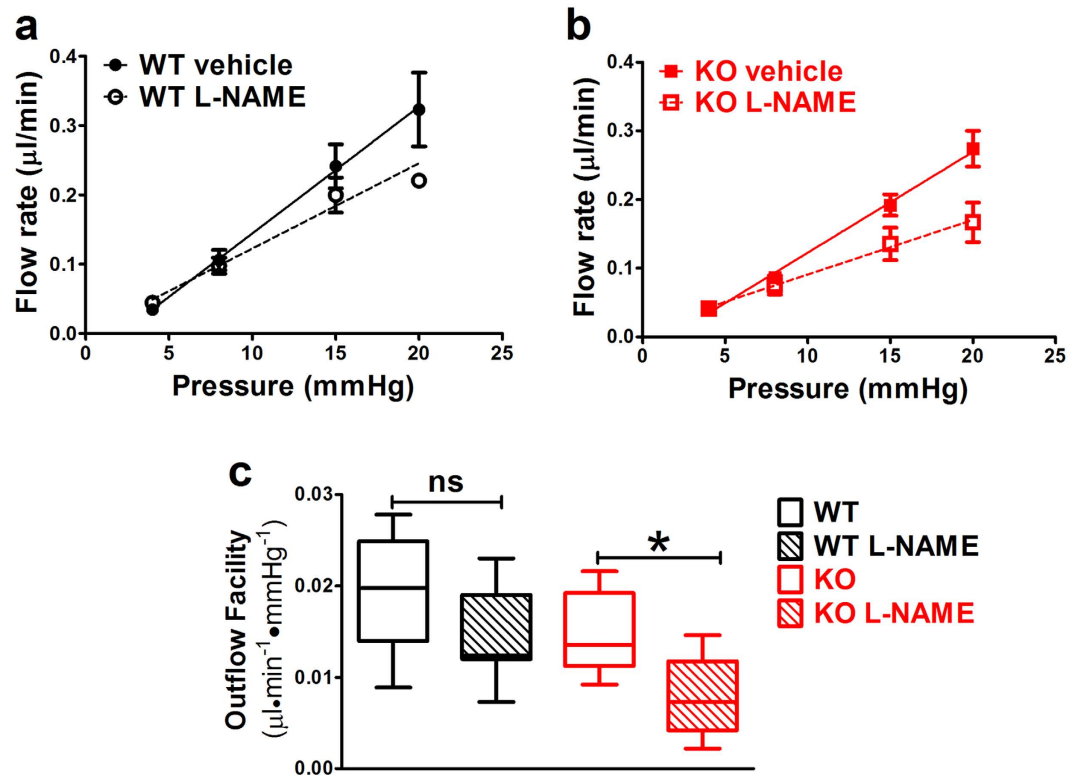 a
WT vehicle
WT L-NAME
Flow rate (µl/min)
0.4
0.3
0.2
0.1
0.0
0 5 10 15 20 25
Pressure (mmHg)
b
KO vehicle
KO L-NAME
Flow rate (µl/min)
0.4
0.3
0.2
0.1
0.0
0 5 10 15 20 25
Pressure (mmHg)
c
ns
*
Outflow Facility
(µl•min⁻¹•mmHg⁻¹)
0.03
0.02
0.01
0.00
WT
WT L-NAME
KO
KO L-NAME